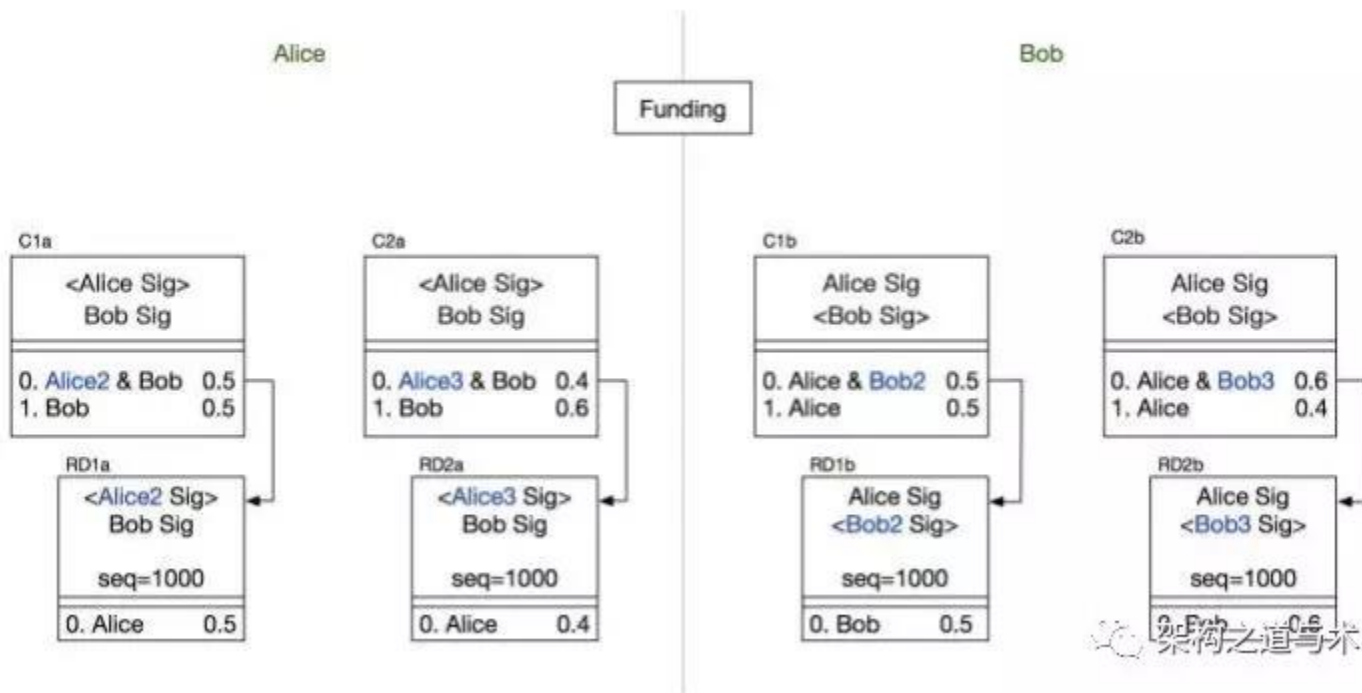 Alice
Bob
Funding
C1a
<Alice Sig>
Bob Sig
0. Alice2 & Bob 0.5
1. Bob 0.5
RD1a
<Alice2 Sig>
Bob Sig
seq=1000
0. Alice 0.5
C2a
<Alice Sig>
Bob Sig
0. Alice3 & Bob 0.4
1. Bob 0.6
RD2a
<Alice3 Sig>
Bob Sig
seq=1000
0. Alice 0.4
C1b
Alice Sig
<Bob Sig>
0. Alice & Bob2 0.5
1. Alice 0.5
RD1b
Alice Sig
<Bob2 Sig>
seq=1000
0. Bob 0.5
C2b
Alice Sig
<Bob Sig>
0. Alice & Bob3 0.6
1. Alice 0.4
RD2b
Alice Sig
<Bob3 Sig>
seq=1000
0. Bob 0.6
架构之道与术